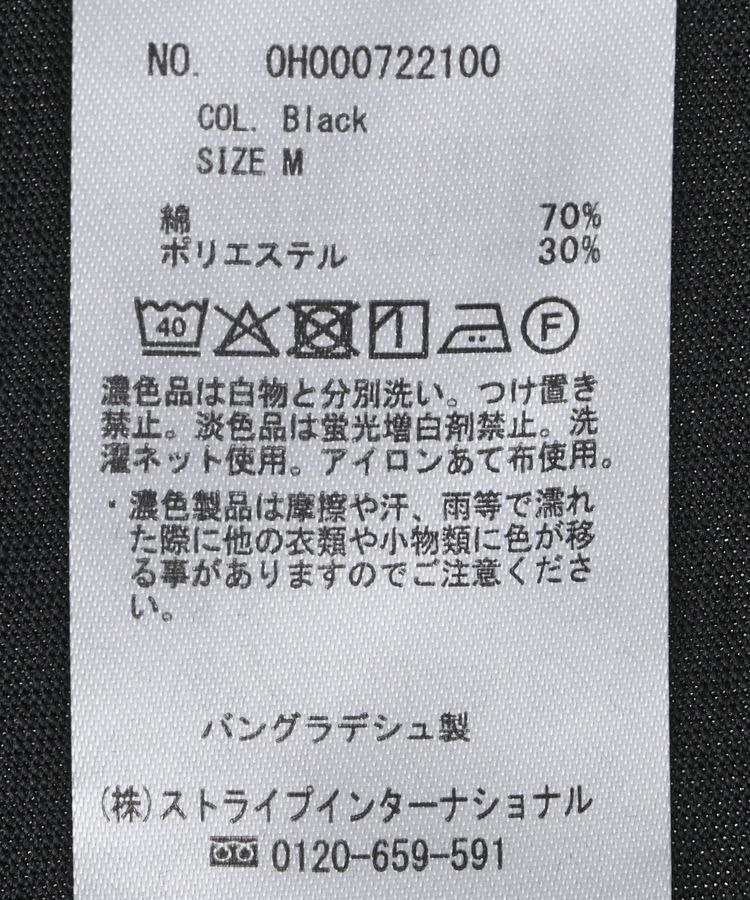 NO. 0H000722100
COL. Black
SIZE M
綿 70%
ポリエステル 30%
40 F
濃色品は白物と分別洗い。つけ置き
禁止。淡色品は蛍光増白剤禁止。洗
濯ネット使用。アイロンあて布使用。
・濃色製品は摩擦や汗、雨等で濡れ
た際に他の衣類や小物類に色が移
る事がありますのでご注意くださ
い。
バングラデシュ製
(株)ストライプインターナショナル
0120-659-591